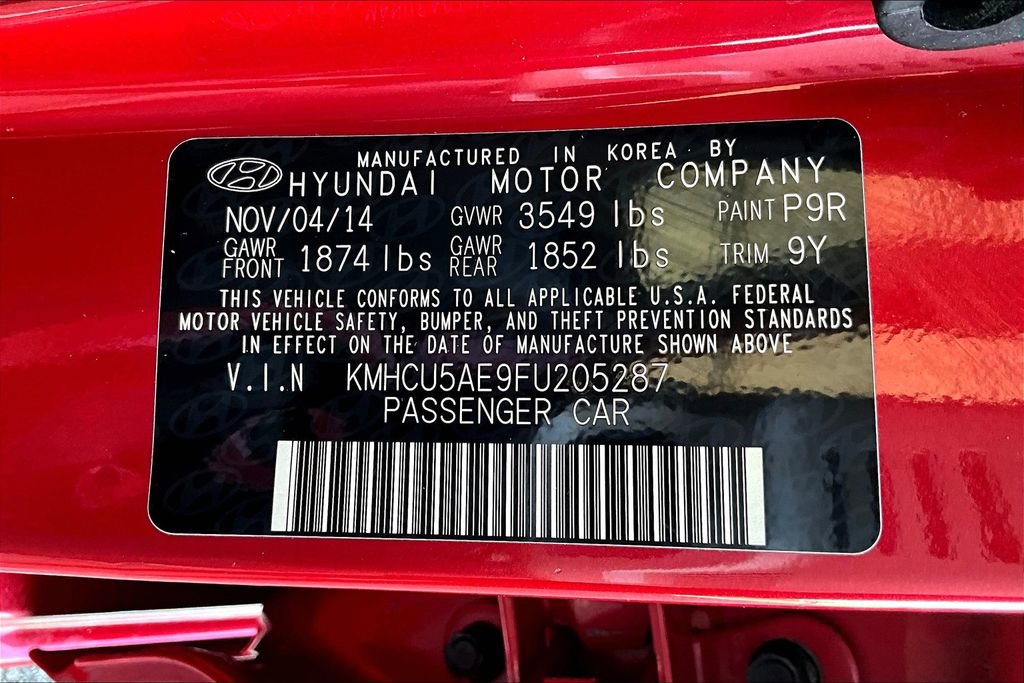 MANUFACTURED IN KOREA BY
HYUNDAI MOTOR COMPANY
NOV/04/14 GVWR 3549 lbs PAINT P9R
GAWR FRONT 1874 lbs GAWR REAR 1852 lbs TRIM 9Y
THIS VEHICLE CONFORMS TO ALL APPLICABLE U.S.A. FEDERAL
MOTOR VEHICLE SAFETY, BUMPER, AND THEFT PREVENTION STANDARDS
IN EFFECT ON THE DATE OF MANUFACTURE SHOWN ABOVE
V.I.N KMHCU5AE9FU205287
PASSENGER CAR